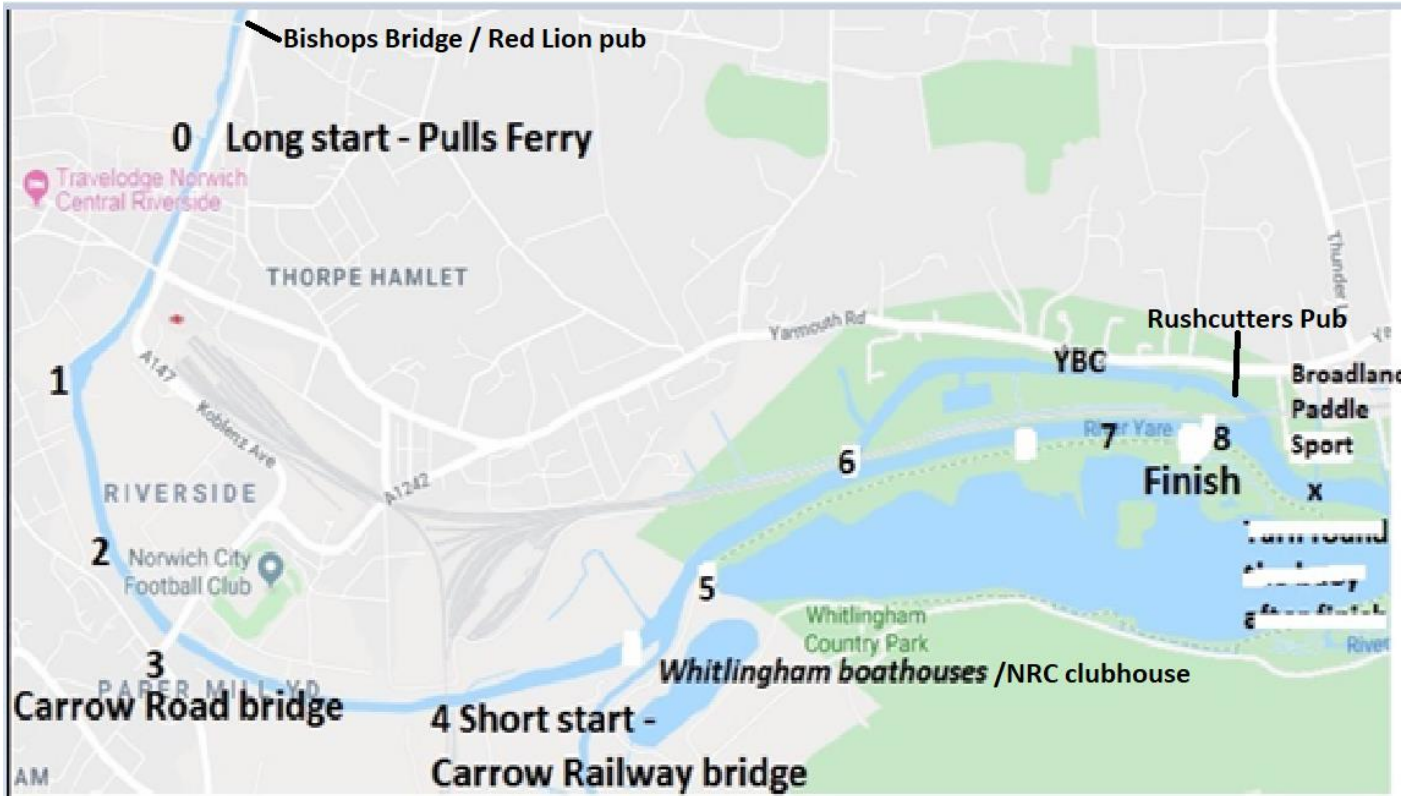 Bishops Bridge / Red Lion pub
0 Long start - Pulls Ferry
Travelodge Norwich
Central Riverside
THORPE HAMLET
Yarmouth Rd
Thunder L
Rushcutters Pub
YBC
Ya
Broadland
Paddle
Sport
A147
Koblenz Ave
1
A1242
River Yare
7
8
6
Finish
x
RIVERSIDE
2
Norwich City
Football Club
5
Whitlingham
Country Park
River
3
PAPER MILL YD
Whitlingham boathouses /NRC clubhouse
Carrow Road bridge
4 Short start -
Carrow Railway bridge
AM